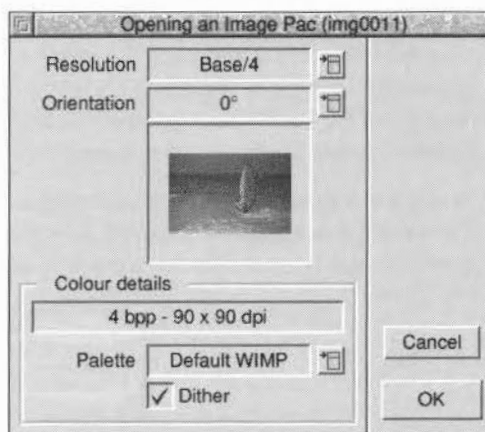 Opening an Image Pac (img0011)
Resolution Base/4
Orientation 0°
Colour details
4 bpp - 90 x 90 dpi
Palette Default WIMP
Dither
Cancel
OK